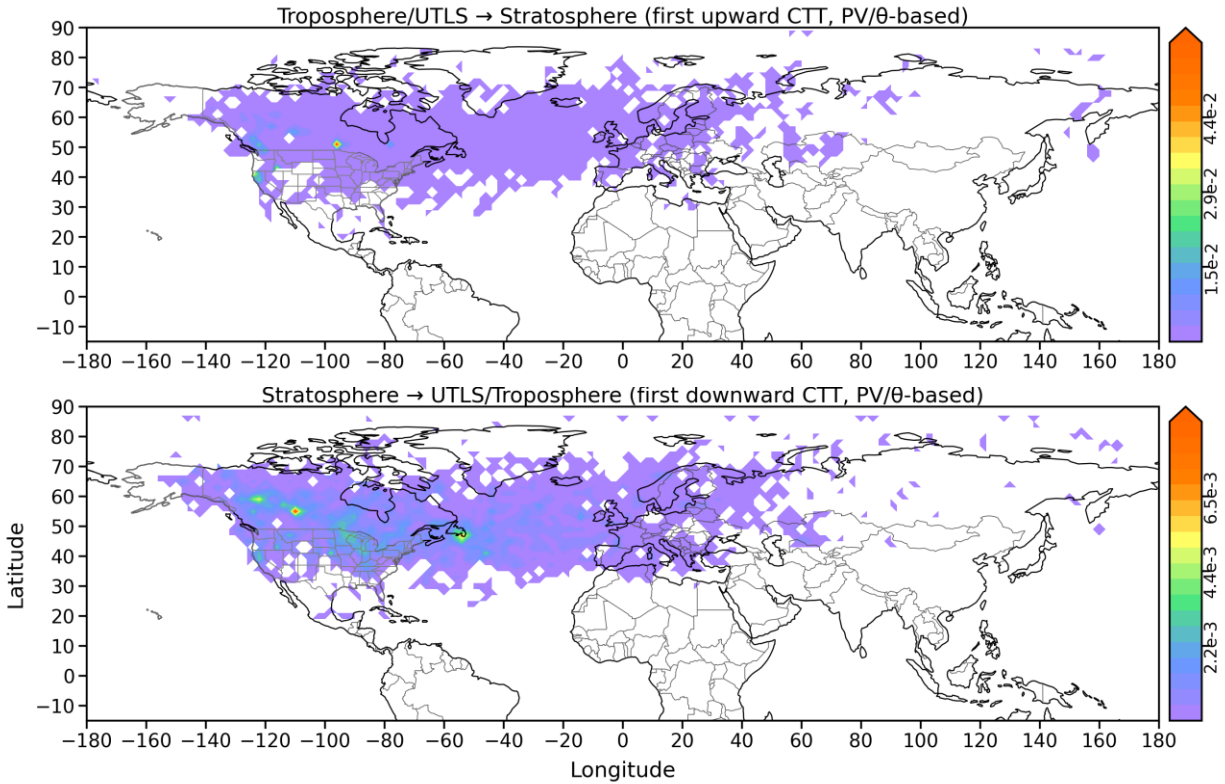 Troposphere/UTLS → Stratosphere (first upward CTT, PV/θ-based)
90
80
70
60
50
40
30
20
10
0
−10
−180 −160 −140 −120 −100 −80 −60 −40 −20 0 20 40 60 80 100 120 140 160 180
4.4e-2
2.9e-2
1.5e-2
Stratosphere → UTLS/Troposphere (first downward CTT, PV/θ-based)
90
80
70
60
50
40
30
20
10
0
−10
Latitude
−180 −160 −140 −120 −100 −80 −60 −40 −20 0 20 40 60 80 100 120 140 160 180
Longitude
6.5e-3
4.4e-3
2.2e-3